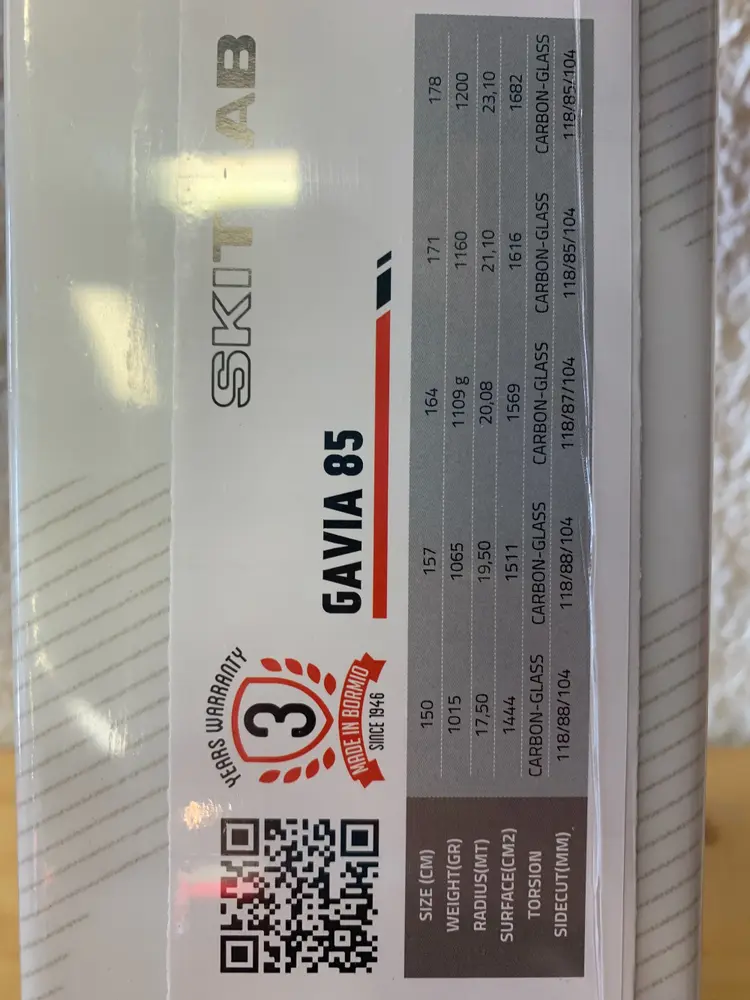 SKITRAB
YEARS WARRANTY
3
MADE IN BORMIO
SINCE 1946
GAVIA 85
SIZE (CM) 150 157 164 171 178
WEIGHT(GR) 1015 1065 1109 g 1160 1200
RADIUS(MT) 17,50 19,50 20,08 21,10 23,10
SURFACE(CM2) 1444 1511 1569 1616 1682
TORSION CARBON-GLASS CARBON-GLASS CARBON-GLASS CARBON-GLASS CARBON-GLASS
SIDECUT(MM) 118/88/104 118/88/104 118/87/104 118/85/104 118/85/104